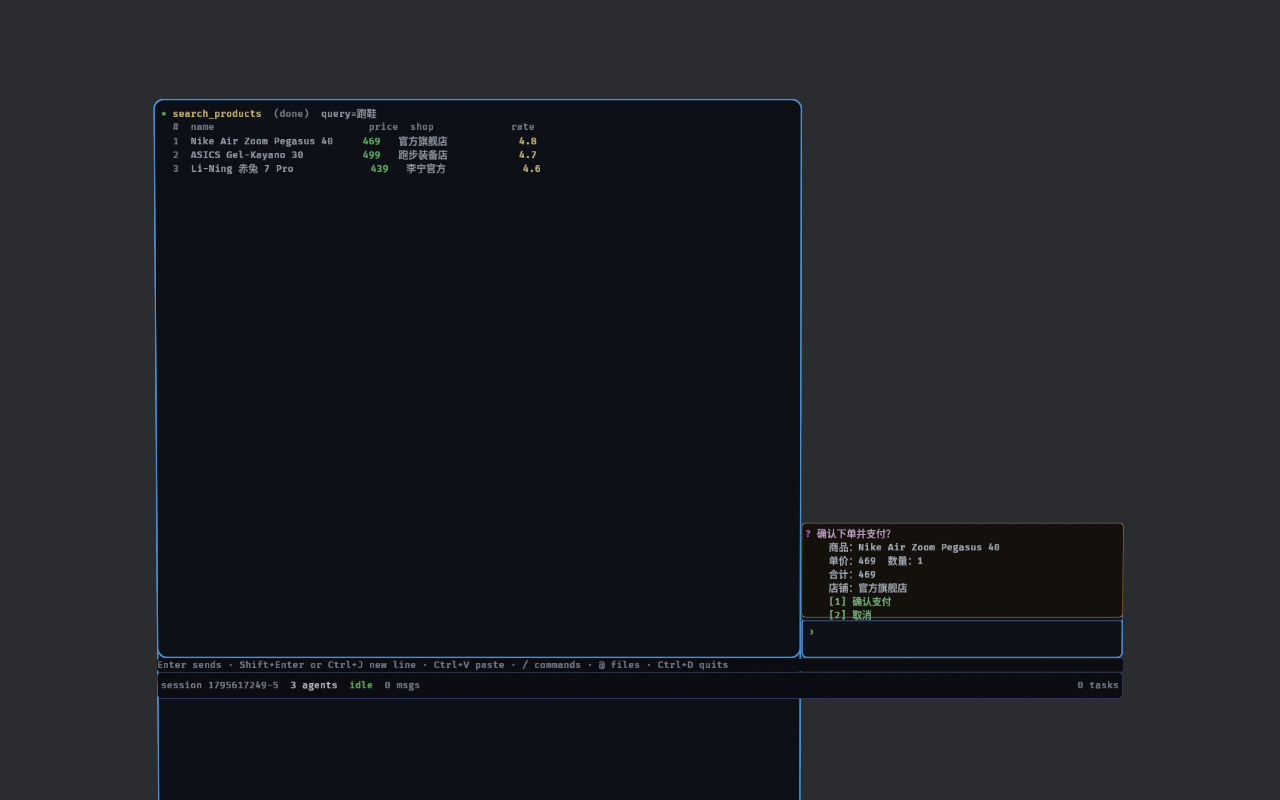 * search_products (done) query=跑鞋
# name price shop rate
1 Nike Air Zoom Pegasus 40 469 官方旗舰店 4.8
2 ASICS Gel-Kayano 30 499 跑步装备店 4.7
3 Li-Ning 赤兔 7 Pro 439 李宁官方 4.6
? 确认下单并支付?
商品: Nike Air Zoom Pegasus 40
单价: 469 数量: 1
合计: 469
店铺: 官方旗舰店
[1] 确认支付
[2] 取消
›
Enter sends · Shift+Enter or Ctrl+J new line · Ctrl+V paste · / commands · @ files · Ctrl+D quits
session 1795617249-5 3 agents idle 0 msgs 0 tasks